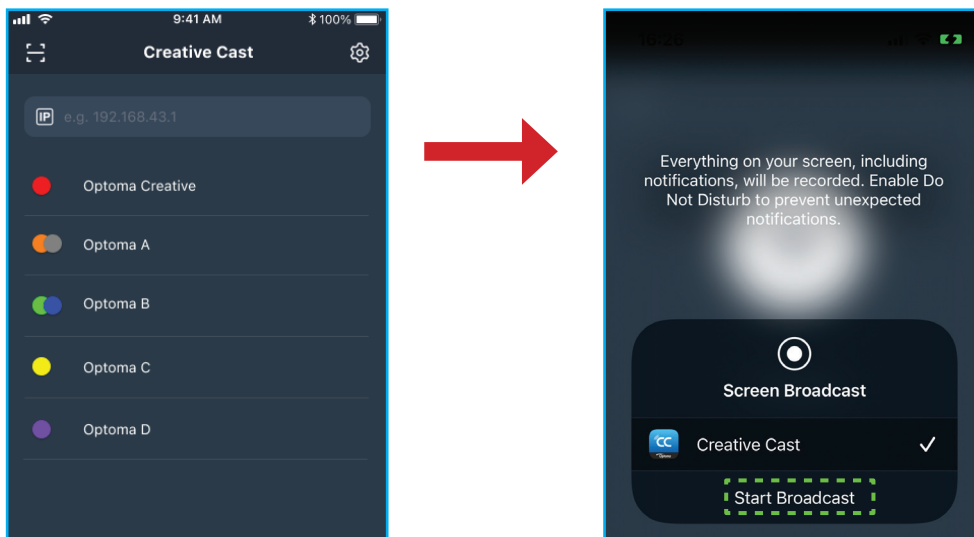 9:41 AM
100%
Creative Cast
IP e.g. 192.168.43.1
Optoma Creative
Optoma A
Optoma B
Optoma C
Optoma D
Everything on your screen, including
notifications, will be recorded. Enable Do
Not Disturb to prevent unexpected
notifications.
Screen Broadcast
CC
Creative Cast
Start Broadcast